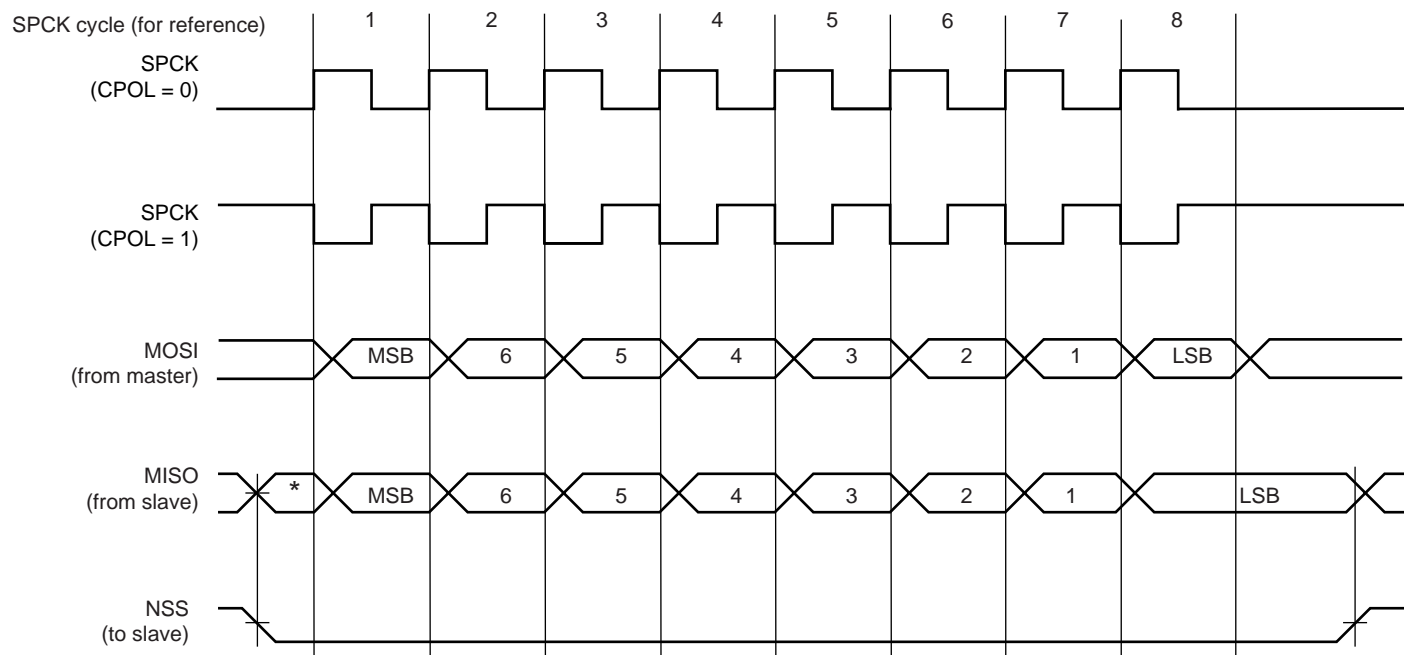 SPCK cycle (for reference) 1 2 3 4 5 6 7 8
SPCK
(CPOL = 0)
SPCK
(CPOL = 1)
MOSI
(from master)
MSB 6 5 4 3 2 1 LSB
MISO
(from slave)
* MSB 6 5 4 3 2 1 LSB
NSS
(to slave)